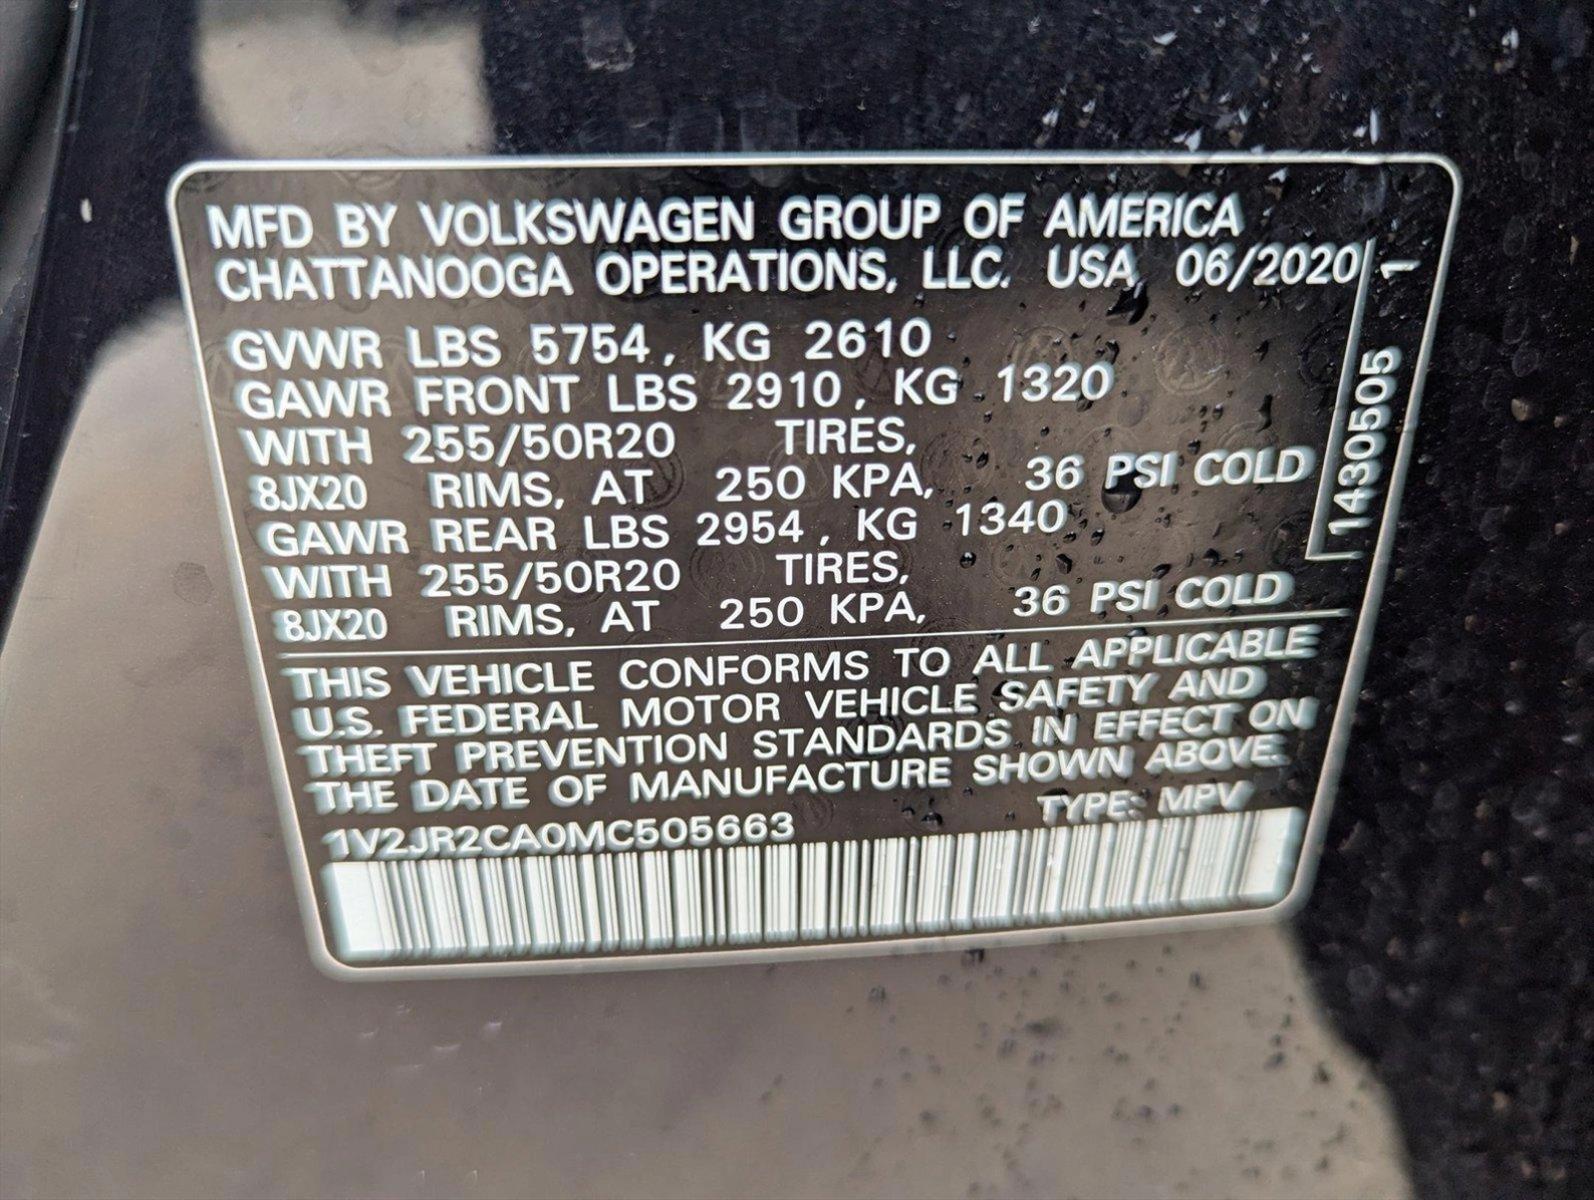 MFD BY VOLKSWAGEN GROUP OF AMERICA
CHATTANOOGA OPERATIONS, LLC. USA, 06/2020
GVWR LBS 5754, KG 2610
GAWR FRONT LBS 2910, KG 1320
WITH 255/50R20 TIRES,
8JX20 RIMS, AT 250 KPA, 36 PSI COLD
GAWR REAR LBS 2954, KG 1340
WITH 255/50R20 TIRES,
8JX20 RIMS, AT 250 KPA, 36 PSI COLD
1430505 1
THIS VEHICLE CONFORMS TO ALL APPLICABLE
U.S. FEDERAL MOTOR VEHICLE SAFETY AND
THEFT PREVENTION STANDARDS IN EFFECT ON
THE DATE OF MANUFACTURE SHOWN ABOVE.
1V2JR2CA0MC505663 TYPE: MPV